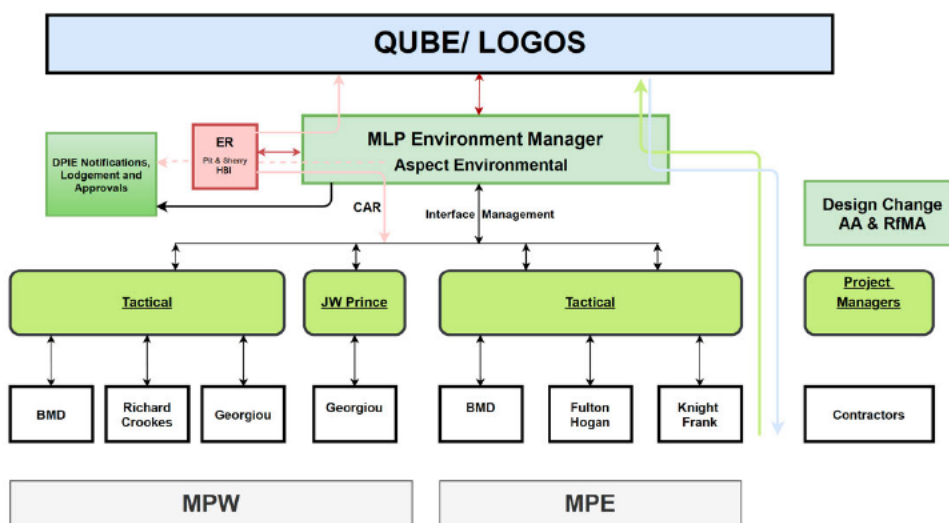 QUBE/ LOGOS
MLP Environment Manager
Aspect Environmental
ER
Pit & Sherry
HBI
DPIE Notifications,
Lodgement and
Approvals
CAR
Interface Management
Design Change
AA & RfMA
Tactical
JW Prince
Tactical
Project
Managers
BMD
Richard
Crookes
Georgiou
Georgiou
BMD
Fulton
Hogan
Knight
Frank
Contractors
MPW
MPE